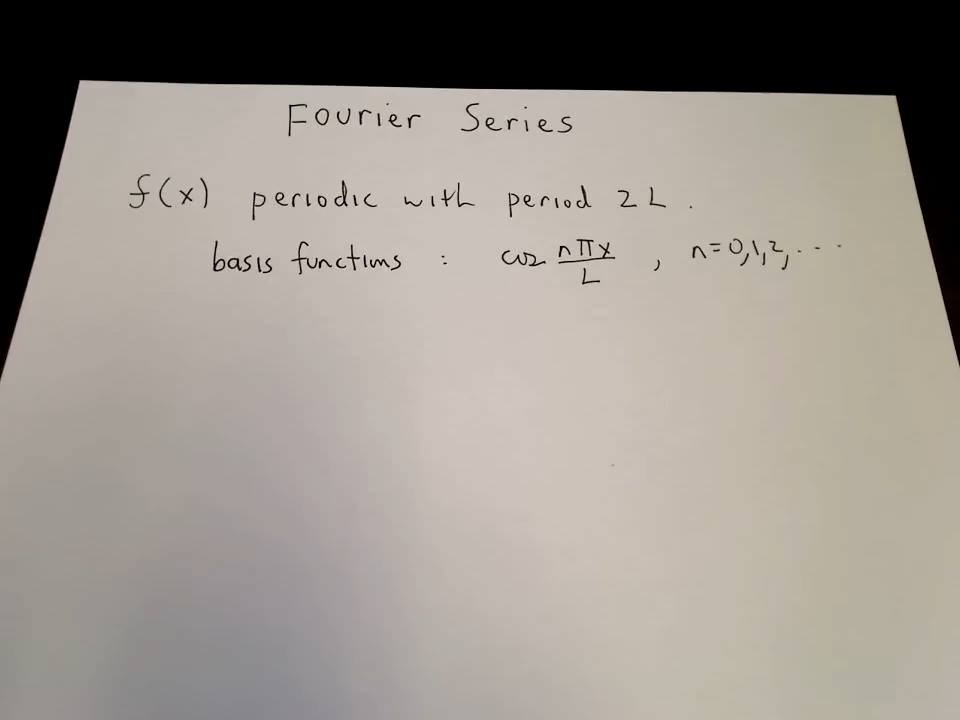 Fourier Series
f(x) periodic with period 2L.
basis functions : cos nπx/L , n=0,1,2,...